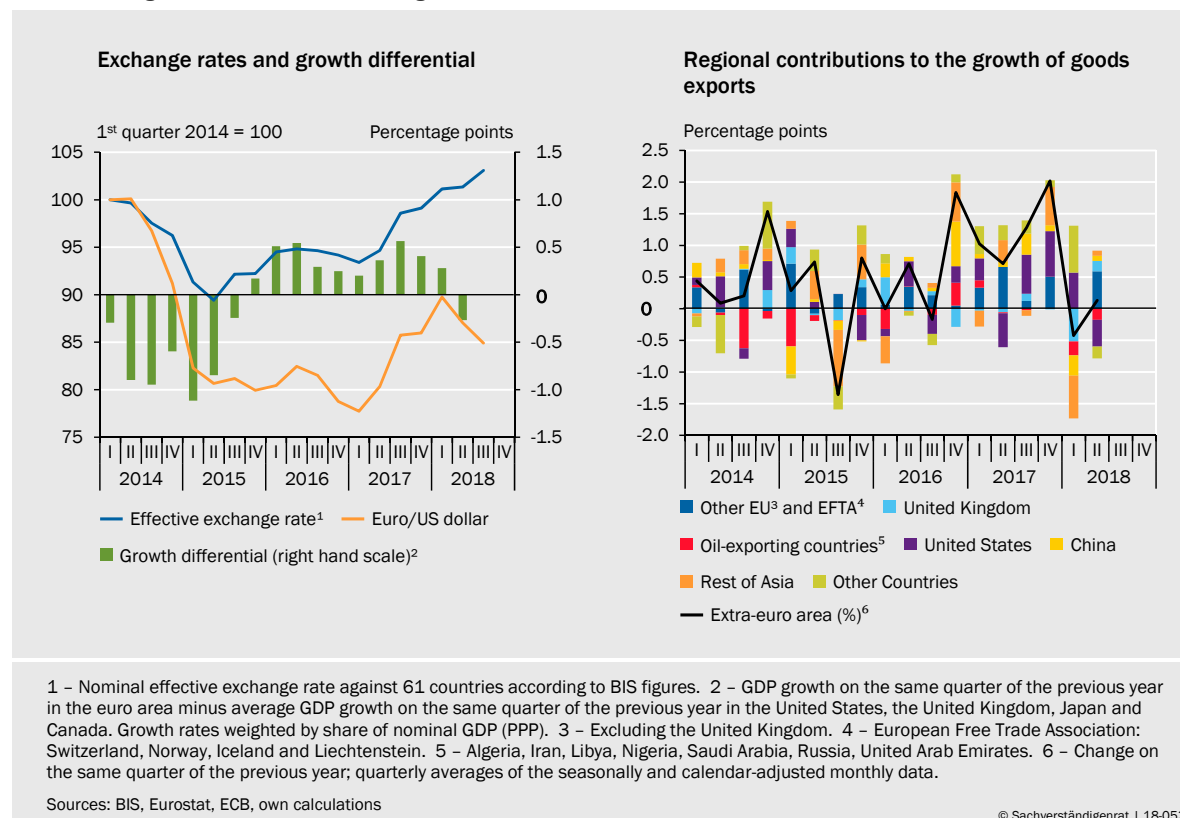 Exchange rates and growth differential
1st quarter 2014 = 100
Percentage points
105
100
95
90
85
80
75
1.5
1.0
0.5
0
-0.5
-1.0
-1.5
I II III IV I II III IV I II III IV I II III IV I II III IV
2014 2015 2016 2017 2018
Effective exchange rate¹
Euro/US dollar
Growth differential (right hand scale)²
Regional contributions to the growth of goods
exports
Percentage points
2.5
2.0
1.5
1.0
0.5
0
-0.5
-1.0
-1.5
-2.0
I II III IV I II III IV I II III IV I II III IV I II III IV
2014 2015 2016 2017 2018
Other EU³ and EFTA⁴
United Kingdom
Oil-exporting countries⁵
United States
China
Rest of Asia
Other Countries
Extra-euro area (%)⁶
1 – Nominal effective exchange rate against 61 countries according to BIS figures. 2 – GDP growth on the same quarter of the previous year
in the euro area minus average GDP growth on the same quarter of the previous year in the United States, the United Kingdom, Japan and
Canada. Growth rates weighted by share of nominal GDP (PPP). 3 – Excluding the United Kingdom. 4 – European Free Trade Association:
Switzerland, Norway, Iceland and Liechtenstein. 5 – Algeria, Iran, Libya, Nigeria, Saudi Arabia, Russia, United Arab Emirates. 6 – Change on
the same quarter of the previous year; quarterly averages of the seasonally and calendar-adjusted monthly data.
Sources: BIS, Eurostat, ECB, own calculations
© Sachverständigenrat | 18-05